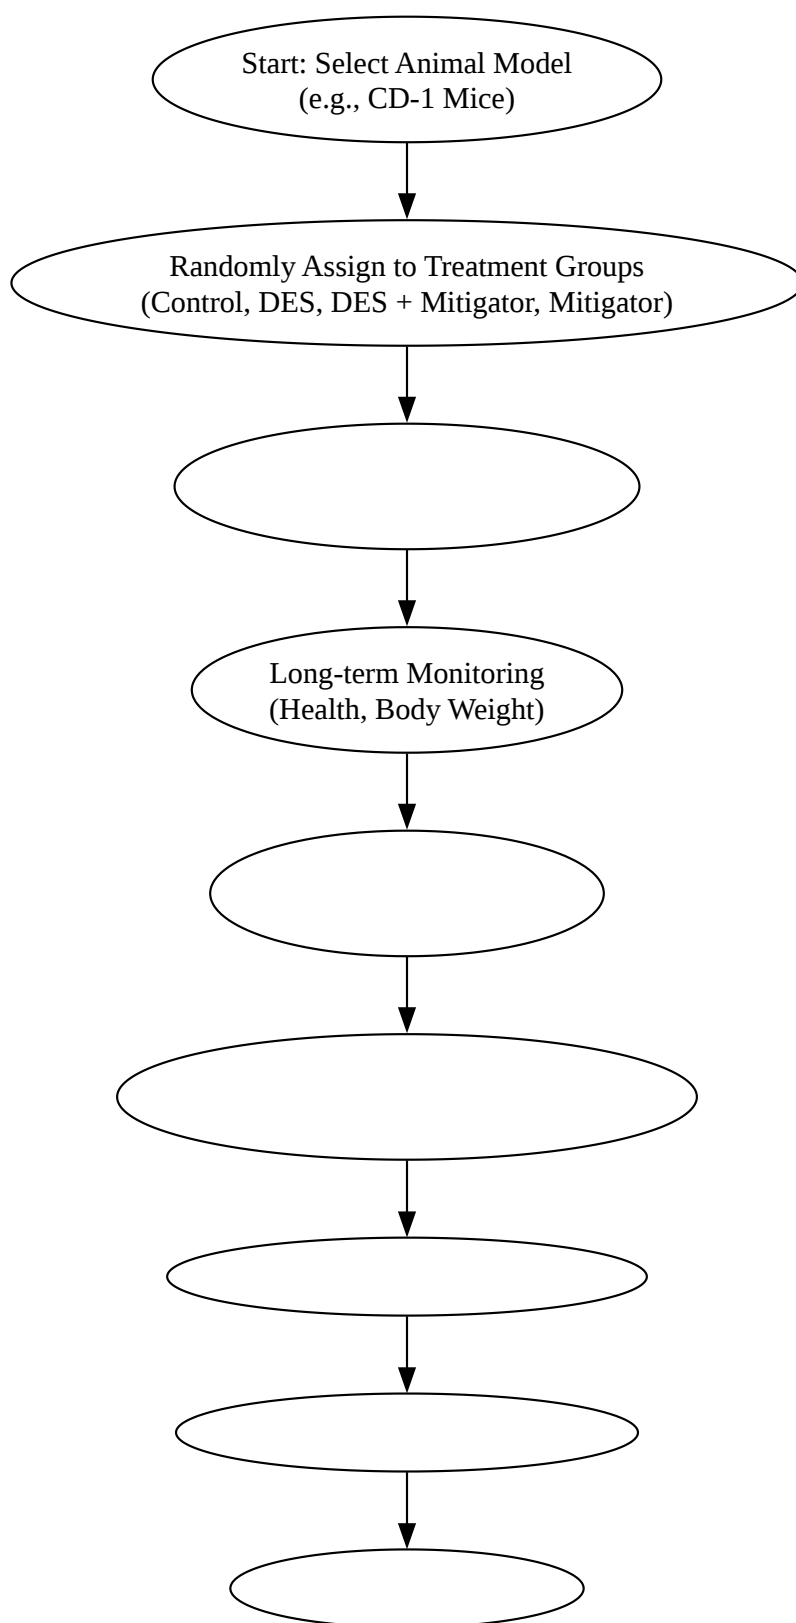 Start: Select Animal Model
(e.g., CD-1 Mice)
Randomly Assign to Treatment Groups
(Control, DES, DES + Mitigator, Mitigator)
Long-term Monitoring
(Health, Body Weight)